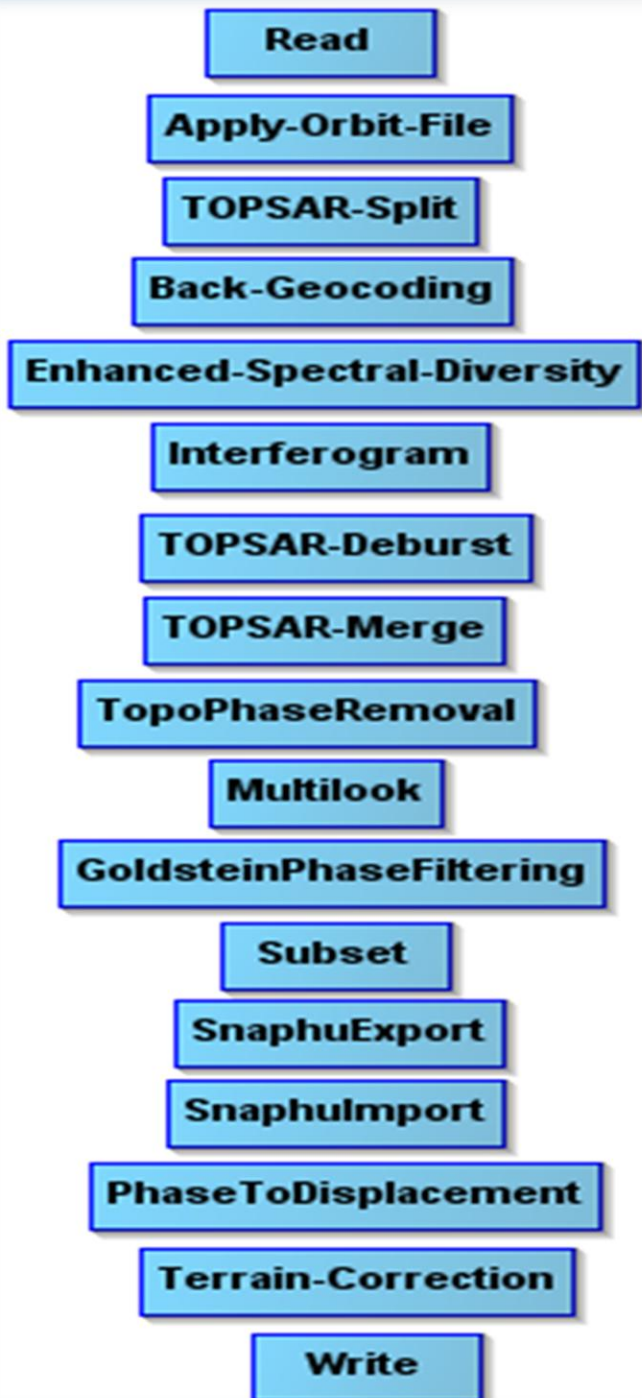 Read
Apply-Orbit-File
TOPSAR-Split
Back-Geocoding
Enhanced-Spectral-Diversity
Interferogram
TOPSAR-Deburst
TOPSAR-Merge
TopoPhaseRemoval
Multilook
GoldsteinPhaseFiltering
Subset
SnaphuExport
SnaphuImport
PhaseToDisplacement
Terrain-Correction
Write